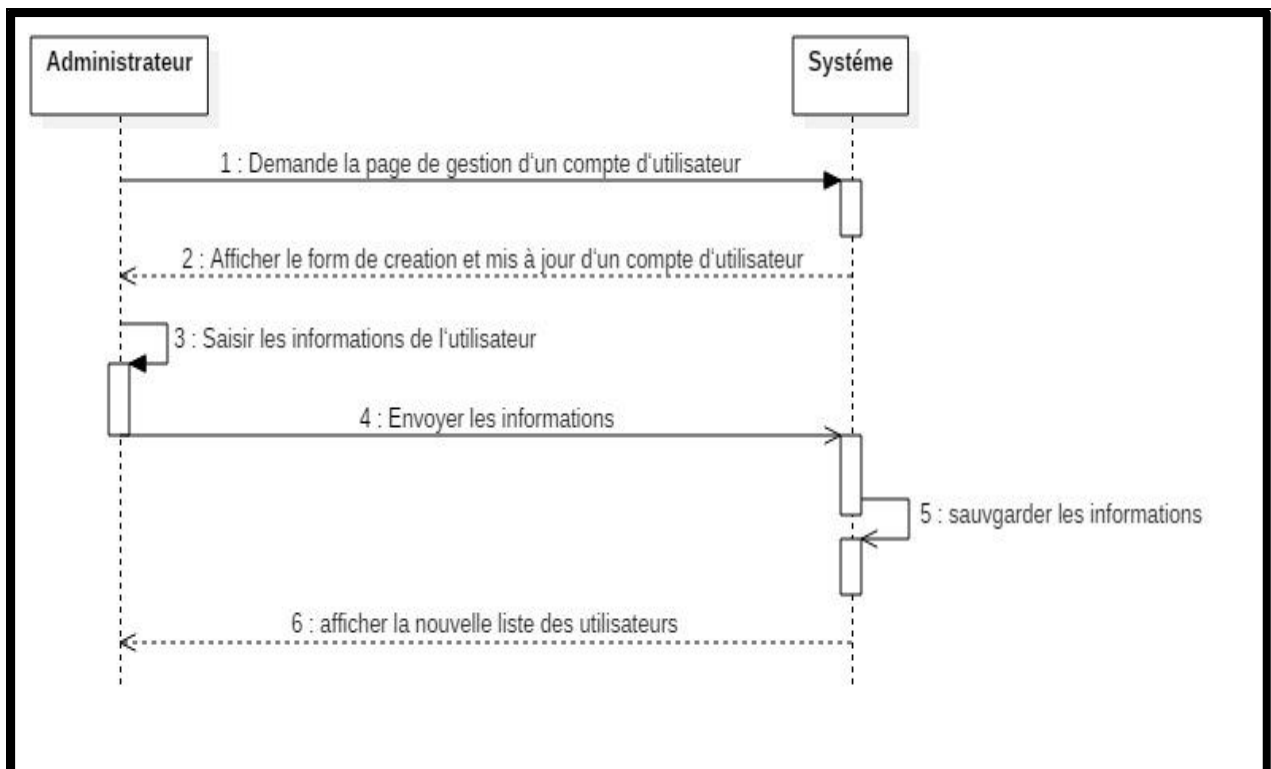 Administrateur
Systéme
1 : Demande la page de gestion d'un compte d'utilisateur
2 : Afficher le form de creation et mis à jour d'un compte d'utilisateur
3 : Saisir les informations de l'utilisateur
4 : Envoyer les informations
5 : sauvgarder les informations
6 : afficher la nouvelle liste des utilisateurs